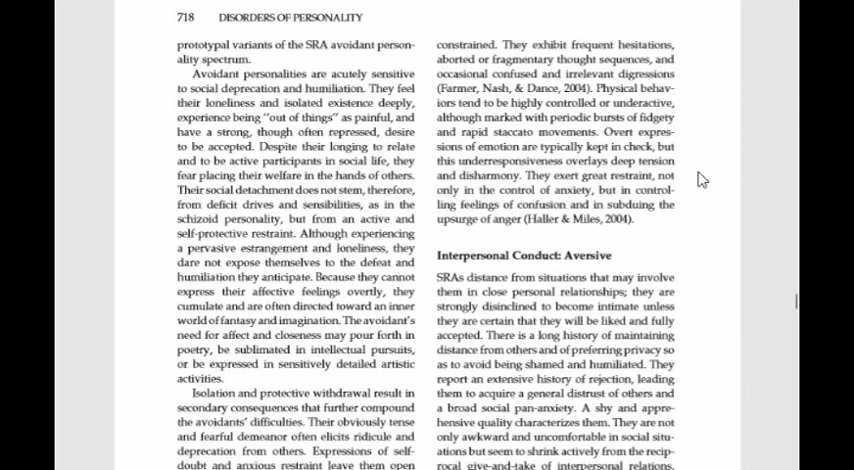 718 DISORDERS OF PERSONALITY
prototypal variants of the SRA avoidant person-
ality spectrum.
Avoidant personalities are acutely sensitive
to social deprecation and humiliation. They feel
their loneliness and isolated existence deeply,
experience being "out of things" as painful, and
have a strong, though often repressed, desire
to be accepted. Despite their longing to relate
and to be active participants in social life, they
fear placing their welfare in the hands of others.
Their social detachment does not stem, therefore,
from deficit drives and sensibilities, as in the
schizoid personality, but from an active and
self-protective restraint. Although experiencing
a pervasive estrangement and loneliness, they
dare not expose themselves to the defeat and
humiliation they anticipate. Because they cannot
express their affective feelings overtly, they
cumulate and are often directed toward an inner
world of fantasy and imagination. The avoidant's
need for affect and closeness may pour forth in
poetry, be sublimated in intellectual pursuits,
or be expressed in sensitively detailed artistic
activities.
Isolation and protective withdrawal result in
secondary consequences that further compound
the avoidants' difficulties. Their obviously tense
and fearful demeanor often elicits ridicule and
deprecation from others. Expressions of self-
doubt and anxious restraint leave them open
constrained. They exhibit frequent hesitations,
aborted or fragmentary thought sequences, and
occasional confused and irrelevant digressions
(Farmer, Nash, & Dance, 2004). Physical behav-
iors tend to be highly controlled or underactive,
although marked with periodic bursts of fidgety
and rapid staccato movements. Overt expres-
sions of emotion are typically kept in check, but
this underresponsiveness overlays deep tension
and disharmony. They exert great restraint, not
only in the control of anxiety, but in control-
ling feelings of confusion and in subduing the
upsurge of anger (Haller & Miles, 2004).
Interpersonal Conduct: Aversive
SRAs distance from situations that may involve
them in close personal relationships; they are
strongly disinclined to become intimate unless
they are certain that they will be liked and fully
accepted. There is a long history of maintaining
distance from others and of preferring privacy so
as to avoid being shamed and humiliated. They
report an extensive history of rejection, leading
them to acquire a general distrust of others and
a broad social pan-anxiety. A shy and appre-
hensive quality characterizes them. They are not
only awkward and uncomfortable in social situ-
ations but seem to shrink actively from the recip-
rocal give-and-take of interpersonal relations.